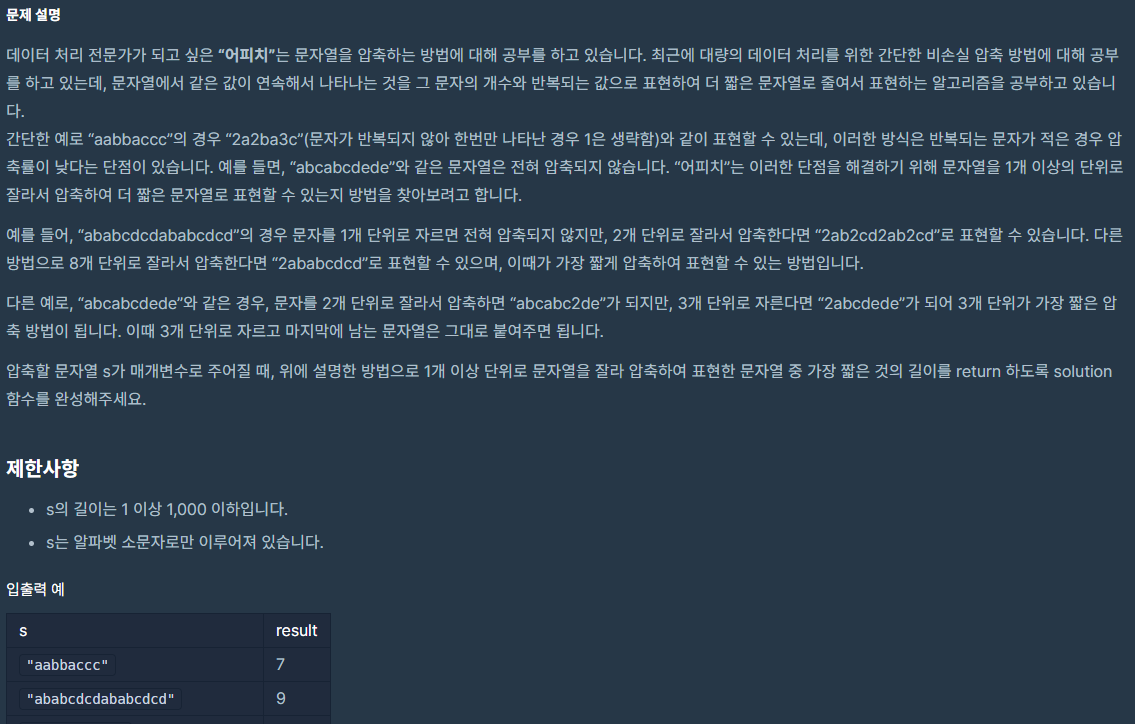 문제 설명
데이터 처리 전문가가 되고 싶은 “어피치”는 문자열을 압축하는 방법에 대해 공부를 하고 있습니다. 최근에 대량의 데이터 처리를 위한 간단한 비손실 압축 방법에 대해 공부
를 하고 있는데, 문자열에서 같은 값이 연속해서 나타나는 것을 그 문자의 개수와 반복되는 값으로 표현하여 더 짧은 문자열로 줄여서 표현하는 알고리즘을 공부하고 있습니
다.
간단한 예로 “aabbaccc”의 경우 “2a2ba3c”(문자가 반복되지 않아 한번만 나타난 경우 1은 생략함)와 같이 표현할 수 있는데, 이러한 방식은 반복되는 문자가 적은 경우 압
축률이 낮다는 단점이 있습니다. 예를 들면, “abcabcdede”와 같은 문자열은 전혀 압축되지 않습니다. “어피치”는 이러한 단점을 해결하기 위해 문자열을 1개 이상의 단위로
잘라서 압축하여 더 짧은 문자열로 표현할 수 있는지 방법을 찾아보려고 합니다.
예를 들어, “ababcdcdababcdcd”의 경우 문자를 1개 단위로 자르면 전혀 압축되지 않지만, 2개 단위로 잘라서 압축한다면 “2ab2cd2ab2cd”로 표현할 수 있습니다. 다른
방법으로 8개 단위로 잘라서 압축한다면 “2ababcdcd”로 표현할 수 있으며, 이때가 가장 짧게 압축하여 표현할 수 있는 방법입니다.
다른 예로, “abcabcdede”와 같은 경우, 문자를 2개 단위로 잘라서 압축하면 “abcabc2de”가 되지만, 3개 단위로 자른다면 “2abcdede”가 되어 3개 단위가 가장 짧은 압
축 방법이 됩니다. 이때 3개 단위로 자르고 마지막에 남는 문자열은 그대로 붙여주면 됩니다.
압축할 문자열 s가 매개변수로 주어질 때, 위에 설명한 방법으로 1개 이상 단위로 문자열을 잘라 압축하여 표현한 문자열 중 가장 짧은 것의 길이를 return 하도록 solution
함수를 완성해주세요.
제한사항
• s의 길이는 1 이상 1,000 이하입니다.
• s는 알파벳 소문자로만 이루어져 있습니다.
입출력 예
s result
"aabbaccc" 7
"ababcdcdababcdcd" 9